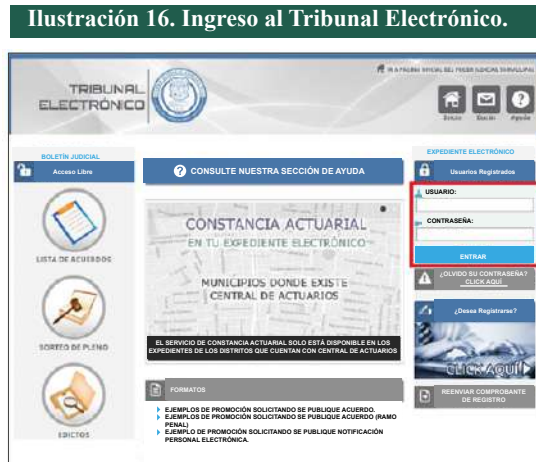 Ilustración 16. Ingreso al Tribunal Electrónico.
TRIBUNAL
ELECTRÓNICO
Inicio
Buzón
Ayuda
BOLETÍN JUDICIAL
Acceso Libre
LISTA DE ACUERDOS
SORTEO DE PLENO
EDICTOS
CONSULTE NUESTRA SECCIÓN DE AYUDA
CONSTANCIA ACTUARIAL
EN TU EXPEDIENTE ELECTRÓNICO
MUNICIPIOS DONDE EXISTE
CENTRAL DE ACTUARIOS
EL SERVICIO DE CONSTANCIA ACTUARIAL SOLO ESTÁ DISPONIBLE EN LOS
EXPEDIENTES DE LOS DISTRITOS QUE CUENTAN CON CENTRAL DE ACTUARIOS
FORMATOS
EJEMPLOS DE PROMOCIÓN SOLICITANDO SE PUBLIQUE ACUERDO.
EJEMPLOS DE PROMOCIÓN SOLICITANDO SE PUBLIQUE ACUERDO (RAMO
PENAL)
EJEMPLO DE PROMOCIÓN SOLICITANDO SE PUBLIQUE NOTIFICACIÓN
PERSONAL ELECTRÓNICA.
EXPEDIENTE ELECTRÓNICO
Usuarios Registrados
USUARIO:
CONTRASEÑA:
ENTRAR
¿OLVIDO SU CONTRASEÑA?
CLICK AQUÍ
¿Desea Registrarse?
CLICK AQUÍ
REENVIAR COMPROBANTE
DE REGISTRO